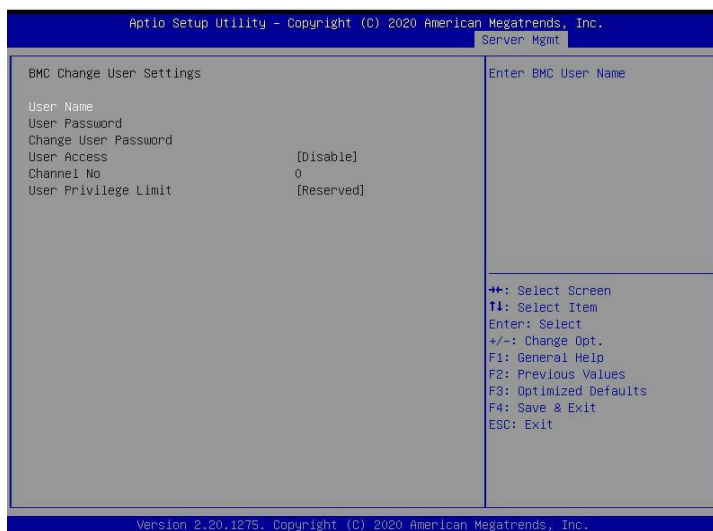 Aptio Setup Utility – Copyright (C) 2020 American Megatrends, Inc.
Server Mgmt
BMC Change User Settings
User Name
User Password
Change User Password
User Access [Disable]
Channel No 0
User Privilege Limit [Reserved]
Enter BMC User Name
→←: Select Screen
↑↓: Select Item
Enter: Select
+/-: Change Opt.
F1: General Help
F2: Previous Values
F3: Optimized Defaults
F4: Save & Exit
ESC: Exit
Version 2.20.1275. Copyright (C) 2020 American Megatrends, Inc.